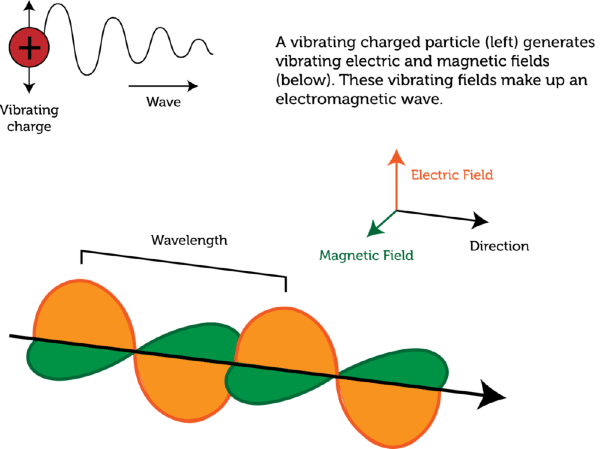 +
A vibrating charged particle (left) generates
vibrating electric and magnetic fields
(below). These vibrating fields make up an
electromagnetic wave.
Vibrating
charge
Wave
Electric Field
Magnetic Field
Direction
Wavelength